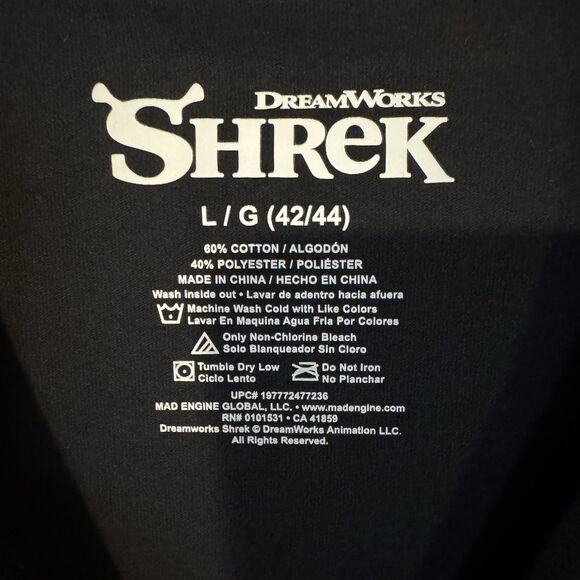 DREAMWORKS
SHREK
L / G (42/44)
60% COTTON / ALGODÓN
40% POLYESTER / POLIÉSTER
MADE IN CHINA / HECHO EN CHINA
Wash inside out • Lavar de adentro hacia afuera
Machine Wash Cold with Like Colors
Lavar En Maquina Agua Fria Por Colores
Only Non-Chlorine Bleach
Solo Blanqueador Sin Cloro
Tumble Dry Low
Ciclo Lento
Do Not Iron
No Planchar
UPC# 197772477236
MAD ENGINE GLOBAL, LLC. • www.madengine.com
RN# 0101531 • CA 41859
Dreamworks Shrek © DreamWorks Animation LLC.
All Rights Reserved.